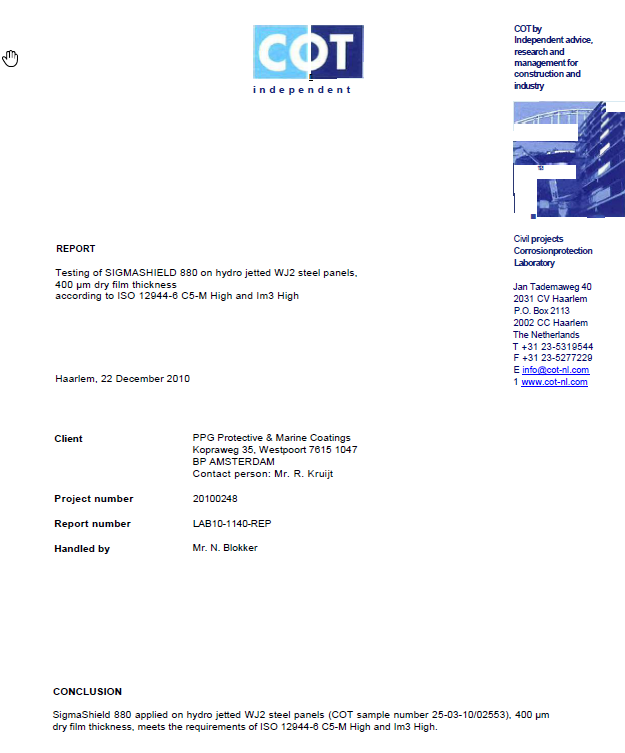 COT
independent
COT by
Independent advice,
research and
management for
construction and
industry
REPORT
Testing of SIGMASHIELD 880 on hydro jetted WJ2 steel panels,
400 µm dry film thickness
according to ISO 12944-6 C5-M High and Im3 High
Civil projects
Corrosionprotection
Laboratory
Jan Tademaweg 40
2031 CV Haarlem
P.O. Box 2113
2002 CC Haarlem
The Netherlands
T +31 23-5319544
F +31 23-5277229
E info@cot-nl.com
1 www.cot-nl.com
Haarlem, 22 December 2010
Client PPG Protective & Marine Coatings
Kopraweg 35, Westpoort 7615 1047
BP AMSTERDAM
Contact person: Mr. R. Kruijt
Project number 20100248
Report number LAB10-1140-REP
Handled by Mr. N. Blokker
CONCLUSION
SigmaShield 880 applied on hydro jetted WJ2 steel panels (COT sample number 25-03-10/02553), 400 µm
dry film thickness, meets the requirements of ISO 12944-6 C5-M High and Im3 High.